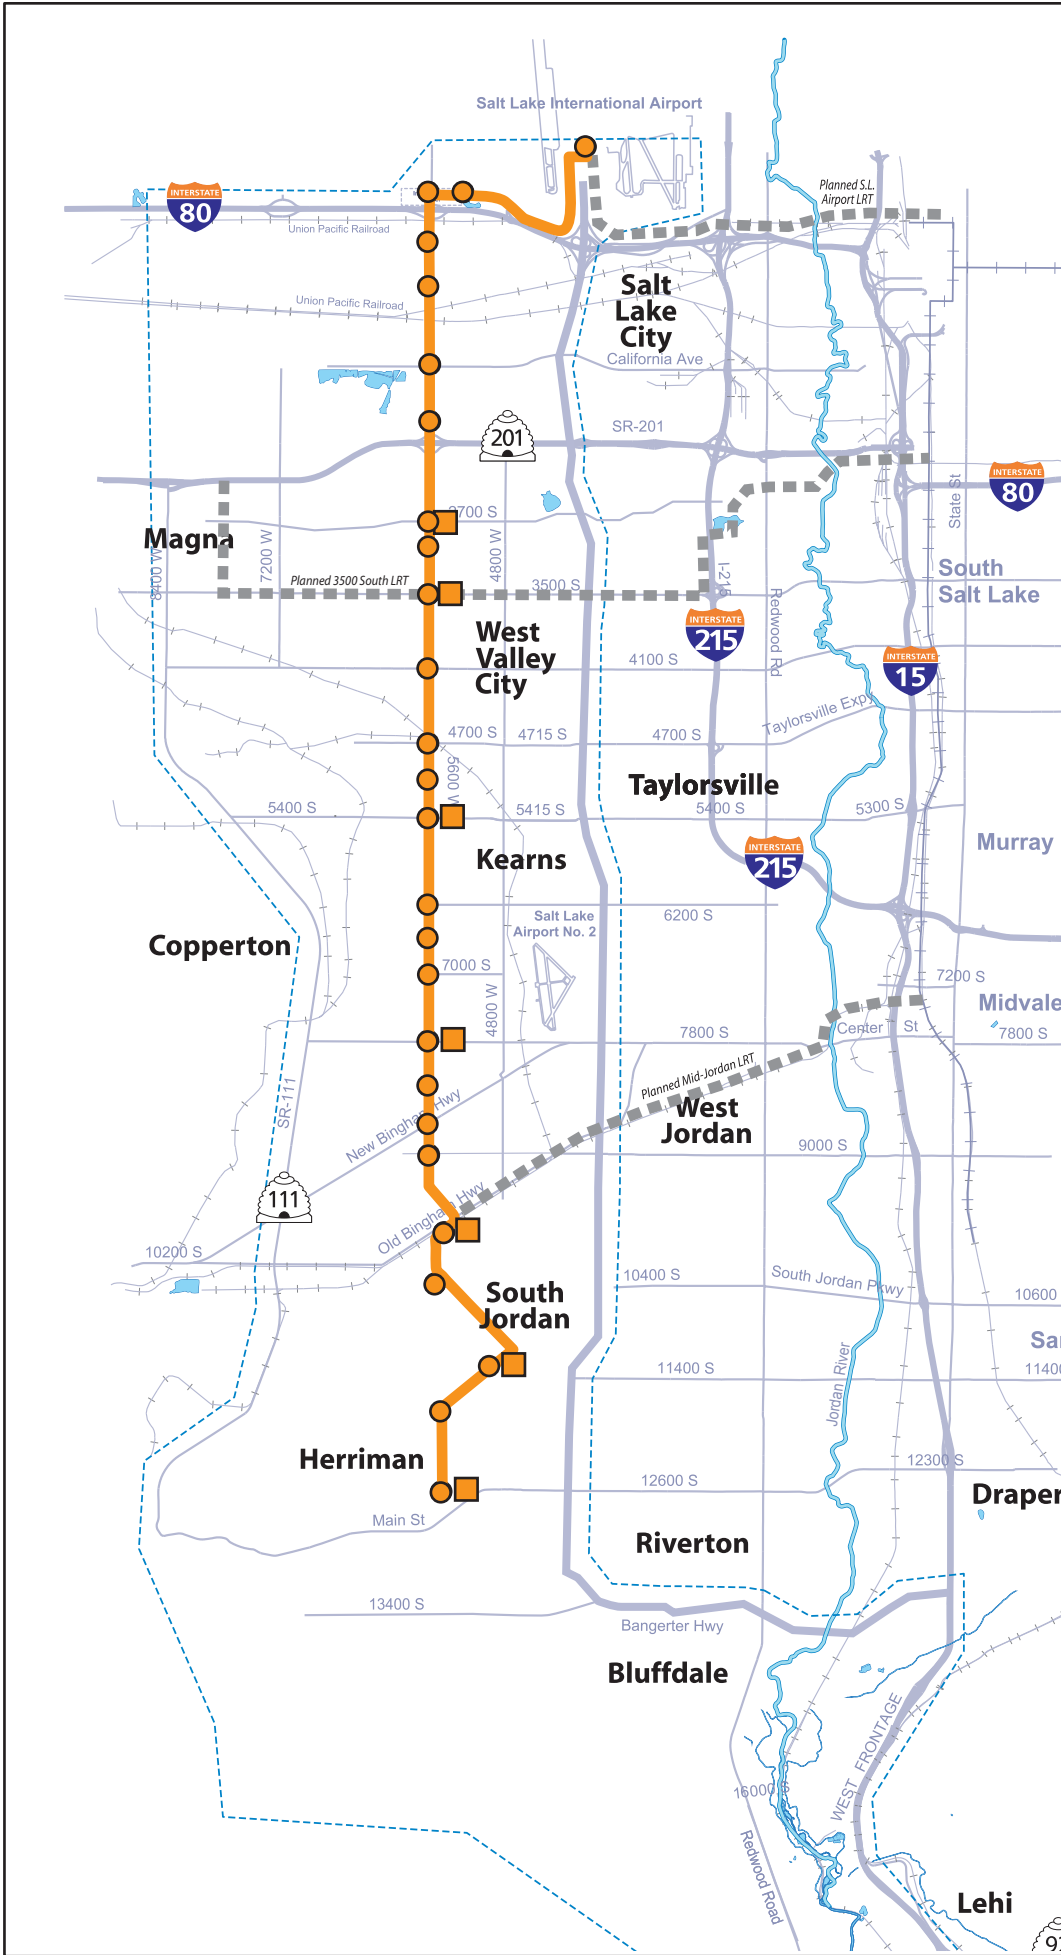 Salt Lake International Airport
Planned S.L.
Airport LRT
INTERSTATE
80
Union Pacific Railroad
Union Pacific Railroad
Salt
Lake
City
California Ave
SR-201
201
INTERSTATE
80
State St
2700 S
Magna
8400 W
7200 W
4800 W
Planned 3500 South LRT
3500 S
I-215
Redwood Rd
South
Salt Lake
INTERSTATE
215
West
Valley
City
4100 S
INTERSTATE
15
Taylorsville Expy
4700 S
4715 S
4700 S
5600 W
Taylorsville
5400 S
5415 S
5400 S
5300 S
Murray
INTERSTATE
215
Kearns
Salt Lake
Airport No. 2
6200 S
Copperton
7000 S
7200 S
Midvale
4800 W
7800 S
Center St
7800 S
Planned Mid-Jordan LRT
SR-111
New Bingham Hwy
West
Jordan
9000 S
111
Old Bingham Hwy
10200 S
10400 S
South Jordan Pkwy
10600
South
Jordan
Jordan River
11400 S
1140
Herriman
12300 S
12600 S
Draper
Main St
Riverton
13400 S
Bangerter Hwy
Bluffdale
WEST FRONTAGE
16000 S
Redwood Road
Lehi
9